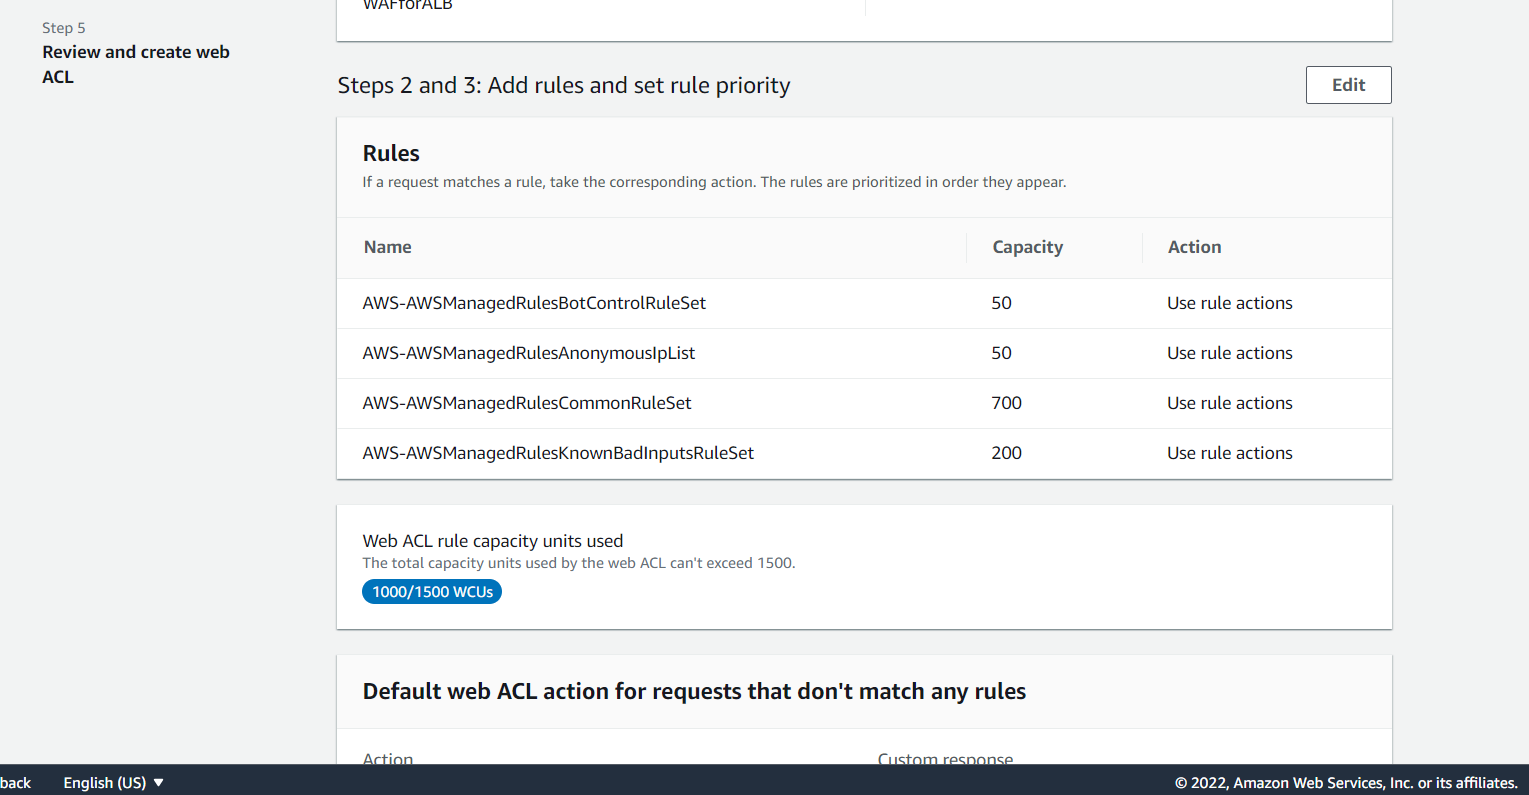 WAFforALB
Step 5
Review and create web
ACL
Steps 2 and 3: Add rules and set rule priority
Edit
Rules
If a request matches a rule, take the corresponding action. The rules are prioritized in order they appear.
Name Capacity Action
AWS-AWSManagedRulesBotControlRuleSet 50 Use rule actions
AWS-AWSManagedRulesAnonymousIpList 50 Use rule actions
AWS-AWSManagedRulesCommonRuleSet 700 Use rule actions
AWS-AWSManagedRulesKnownBadInputsRuleSet 200 Use rule actions
Web ACL rule capacity units used
The total capacity units used by the web ACL can't exceed 1500.
1000/1500 WCUs
Default web ACL action for requests that don't match any rules
Action Custom response
back English (US) © 2022, Amazon Web Services, Inc. or its affiliates.